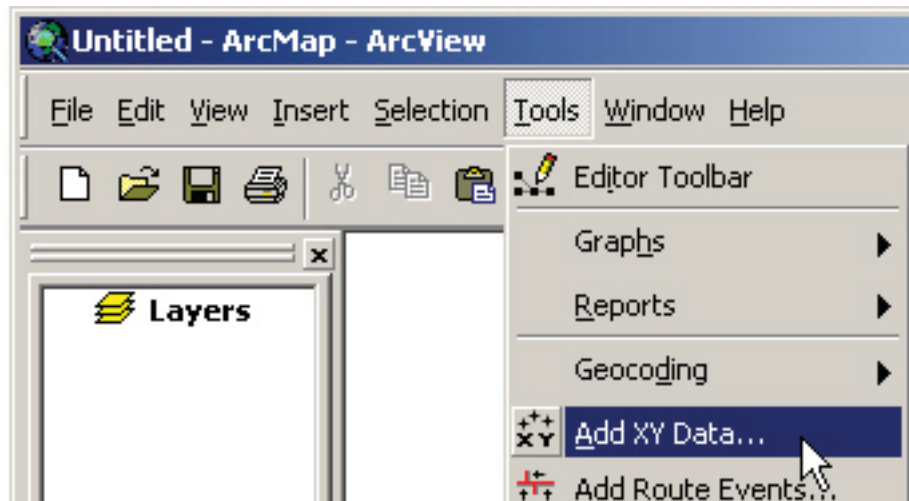 Untitled - ArcMap - ArcView
File Edit View Insert Selection Tools Window Help
Editor Toolbar
Graphs
Reports
Layers
Geocoding
XY Add XY Data...
Add Route Events...